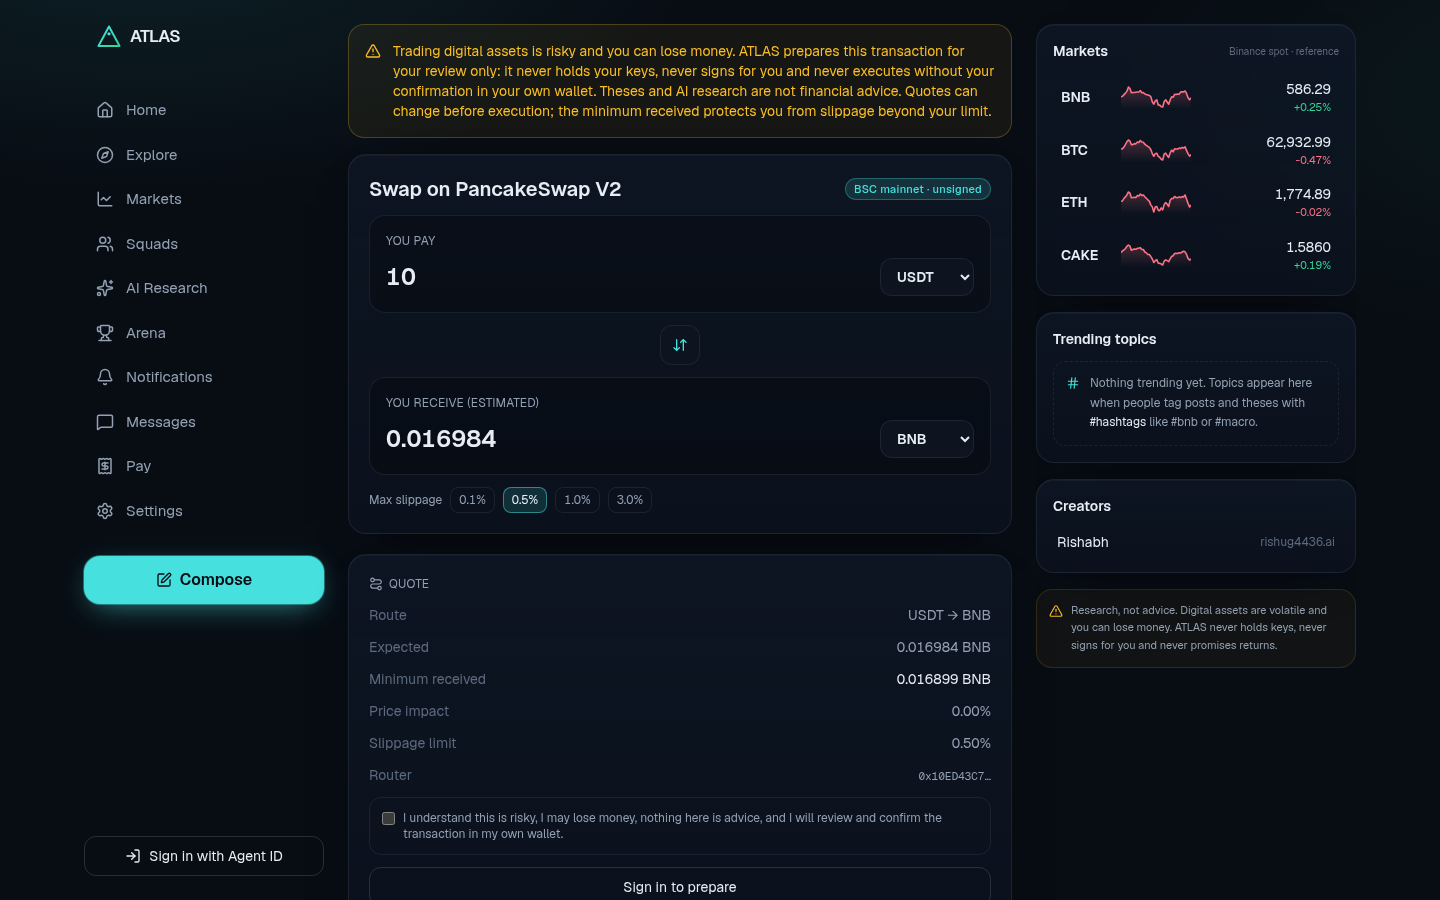 ATLAS
Home
Explore
Markets
Squads
AI Research
Arena
Notifications
Messages
Pay
Settings
Compose
Sign in with Agent ID
Trading digital assets is risky and you can lose money. ATLAS prepares this transaction for
your review only: it never holds your keys, never signs for you and never executes without your
confirmation in your own wallet. Theses and AI research are not financial advice. Quotes can
change before execution; the minimum received protects you from slippage beyond your limit.
Swap on PancakeSwap V2
BSC mainnet · unsigned
YOU PAY
10
USDT
YOU RECEIVE (ESTIMATED)
0.016984
BNB
Max slippage 0.1% 0.5% 1.0% 3.0%
QUOTE
Route USDT → BNB
Expected 0.016984 BNB
Minimum received 0.016899 BNB
Price impact 0.00%
Slippage limit 0.50%
Router 0x10ED43C7…
I understand this is risky, I may lose money, nothing here is advice, and I will review and confirm the
transaction in my own wallet.
Sign in to prepare
Markets Binance spot · reference
BNB 586.29
+0.25%
BTC 62,932.99
-0.47%
ETH 1,774.89
-0.02%
CAKE 1.5860
+0.19%
Trending topics
# Nothing trending yet. Topics appear here
when people tag posts and theses with
#hashtags like #bnb or #macro.
Creators
Rishabh rishug4436.ai
Research, not advice. Digital assets are volatile and
you can lose money. ATLAS never holds keys, never
signs for you and never promises returns.